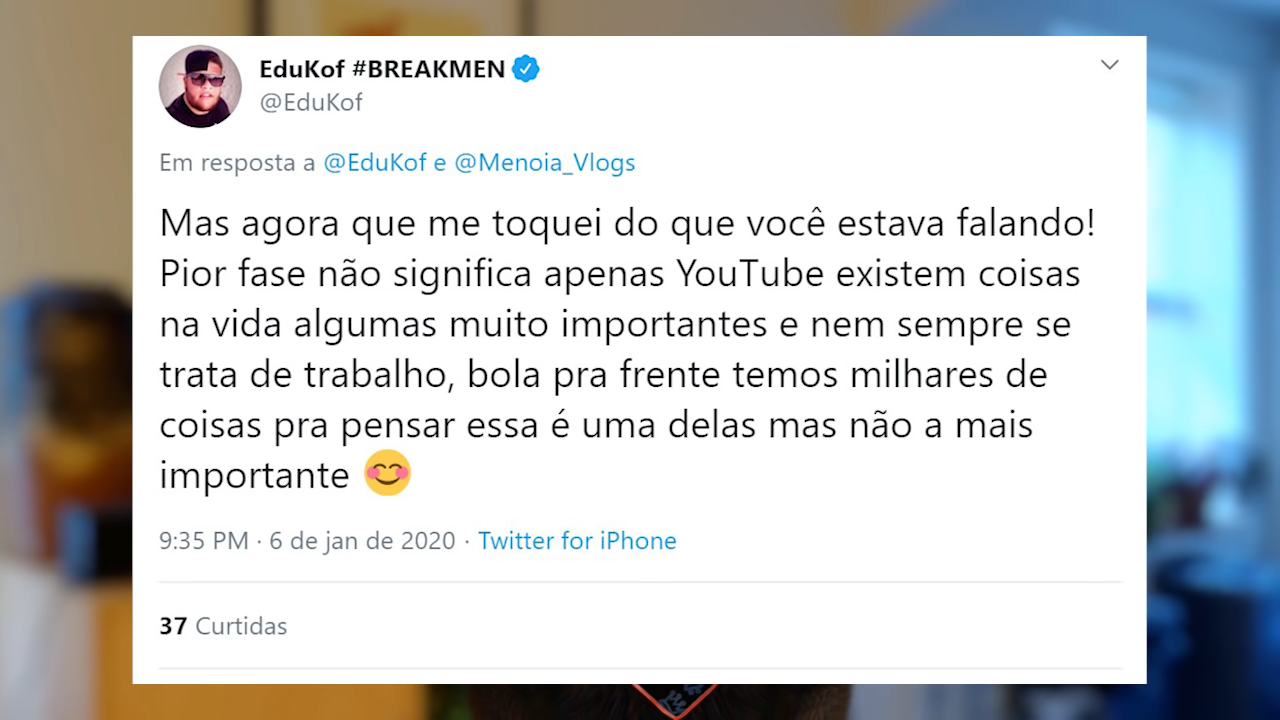 EduKof #BREAKMEN
@EduKof
Em resposta a @EduKof e @Menoia_Vlogs
Mas agora que me toquei do que você estava falando!
Pior fase não significa apenas YouTube existem coisas
na vida algumas muito importantes e nem sempre se
trata de trabalho, bola pra frente temos milhares de
coisas pra pensar essa é uma delas mas não a mais
importante 😊
9:35 PM · 6 de jan de 2020 · Twitter for iPhone
37 Curtidas